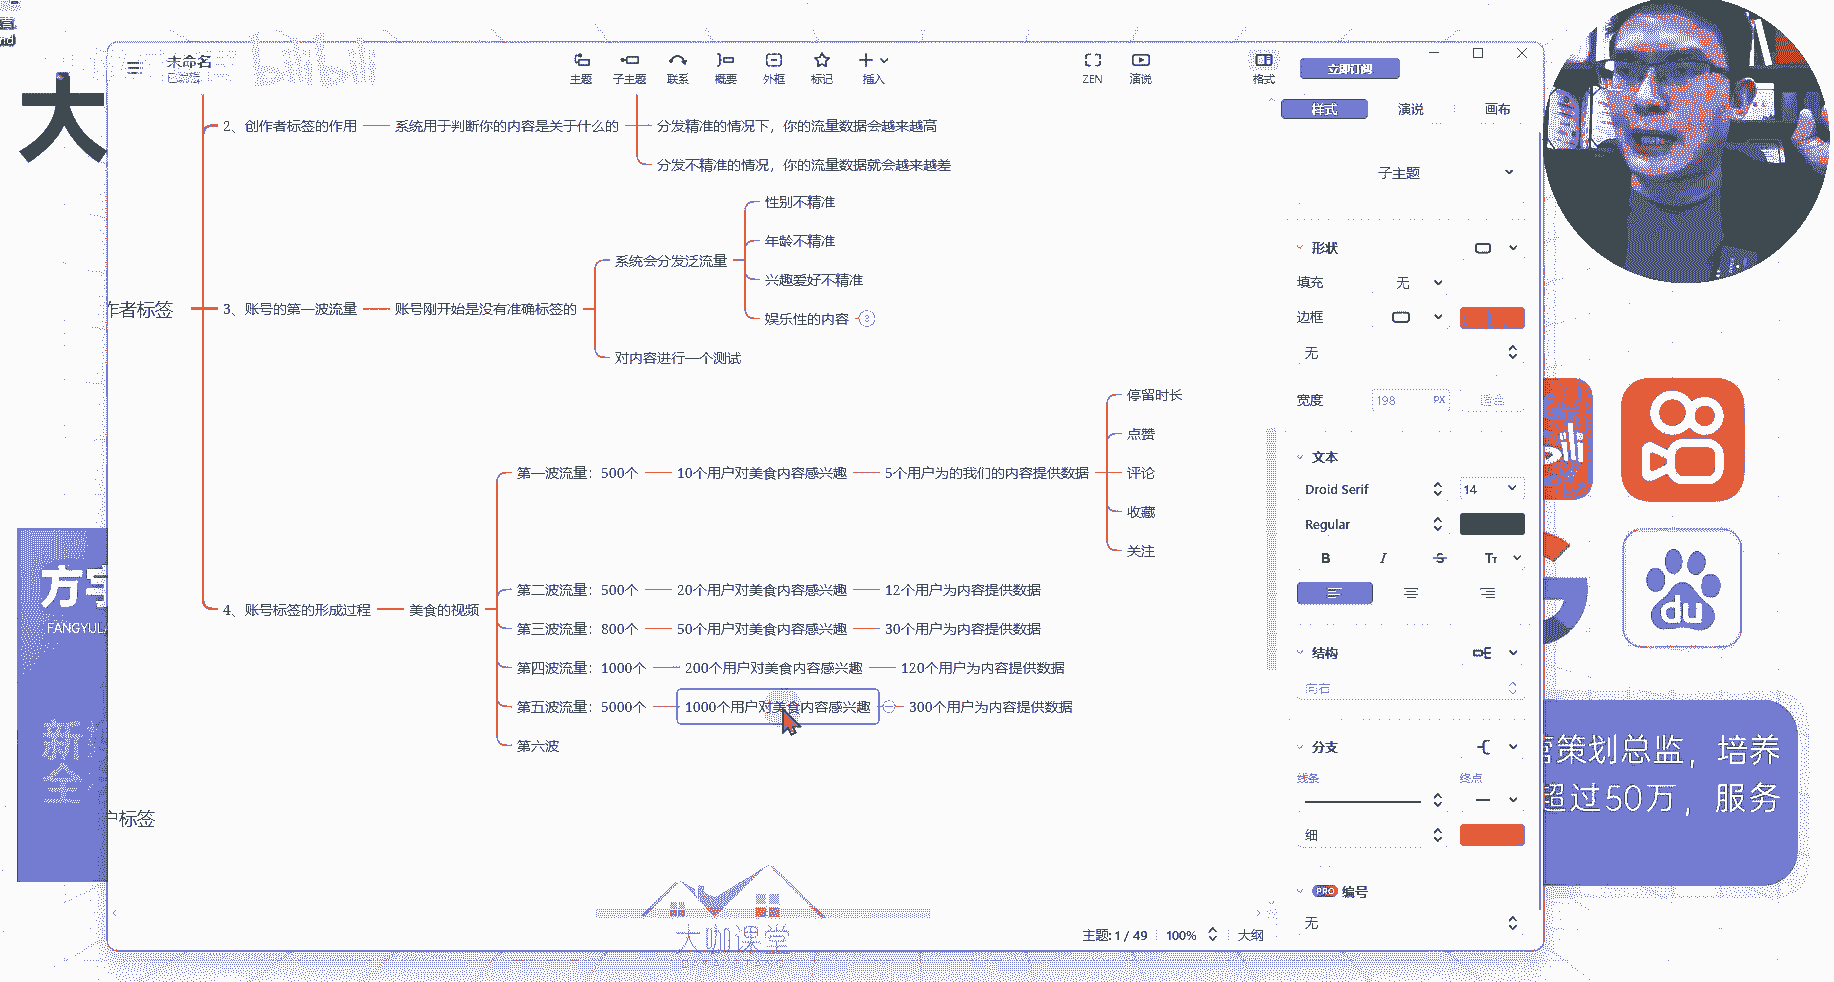 未命名
bilibili
主题
子主题
联系
概要
外框
标记
插入
ZEN
演说
格式
立即订阅
样式
演说
画布
大
2、创作者标签的作用
系统用于判断你的内容是关于什么的
分发精准的情况下，你的流量数据会越来越高
分发不精准的情况，你的流量数据就会越来越差
作者标签
3、账号的第一波流量
账号刚开始是没有准确标签的
系统会分发泛流量
性别不精准
年龄不精准
兴趣爱好不精准
娱乐性的内容
对内容进行一个测试
4、账号标签的形成过程
美食的视频
第一波流量：500个
10个用户对美食内容感兴趣
5个用户为的我们的内容提供数据
停留时长
点赞
评论
收藏
关注
第二波流量：500个
20个用户对美食内容感兴趣
12个用户为内容提供数据
第三波流量：800个
50个用户对美食内容感兴趣
30个用户为内容提供数据
第四波流量：1000个
200个用户对美食内容感兴趣
120个用户为内容提供数据
第五波流量：5000个
1000个用户对美食内容感兴趣
300个用户为内容提供数据
第六波
户标签
子主题
形状
填充
无
边框
无
宽度
198
PX
文本
Droid Serif
14
Regular
B I S Tт
结构
向右
分支
线条
终点
细
PRO 编号
无
主题: 1 / 49
100%
大纲
大咖课堂
方宇
FANGYULA
新
全
du
营策划总监，培养
超过50万，服务